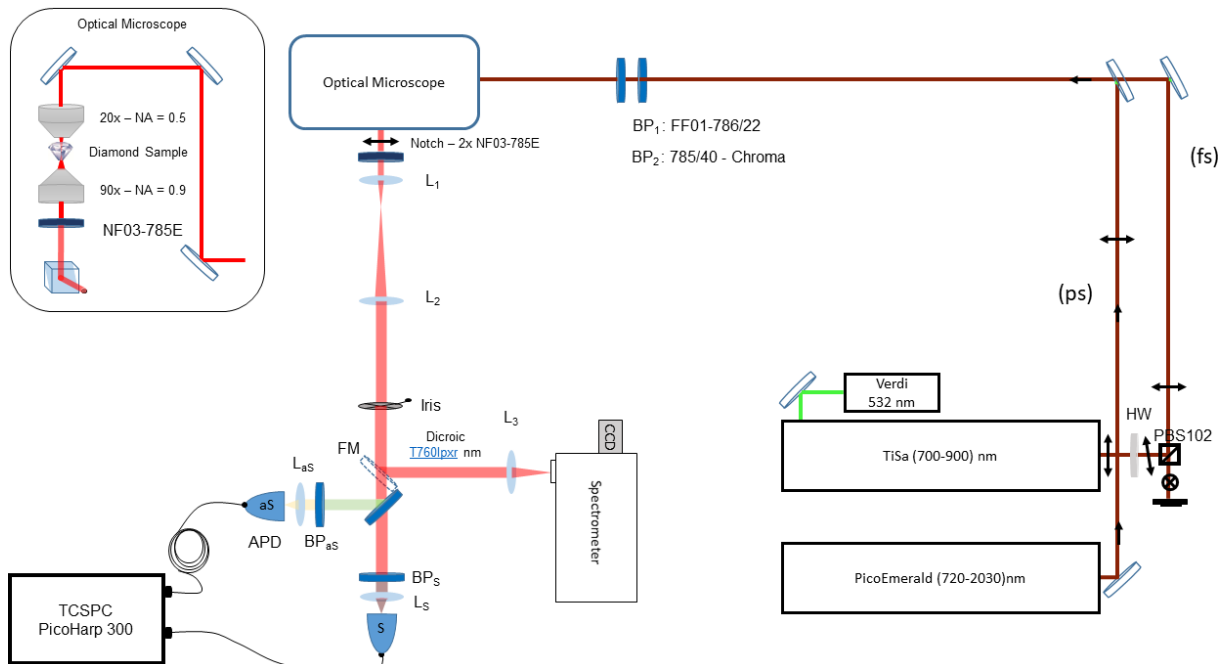 Optical Microscope
20x – NA = 0.5
Diamond Sample
90x – NA = 0.9
NF03-785E
Optical Microscope
Notch – 2x NF03-785E
L1
L2
BP1: FF01-786/22
BP2: 785/40 - Chroma
(fs)
(ps)
Iris
FM
Dicroic
T760lpxr nm
L3
CCD
Spectrometer
LaS
aS
APD
BPaS
BPS
LS
S
TCSPC
PicoHarp 300
Verdi
532 nm
HW
PBS102
TiSa (700-900) nm
PicoEmerald (720-2030)nm